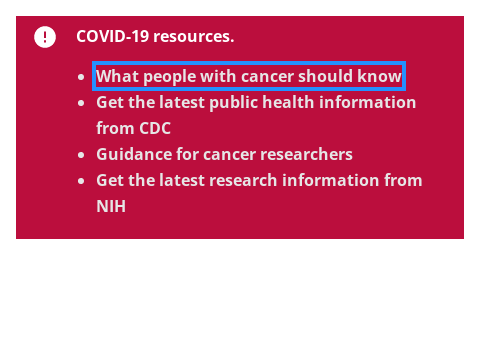 COVID-19 resources.
What people with cancer should know
Get the latest public health information
from CDC
Guidance for cancer researchers
Get the latest research information from
NIH